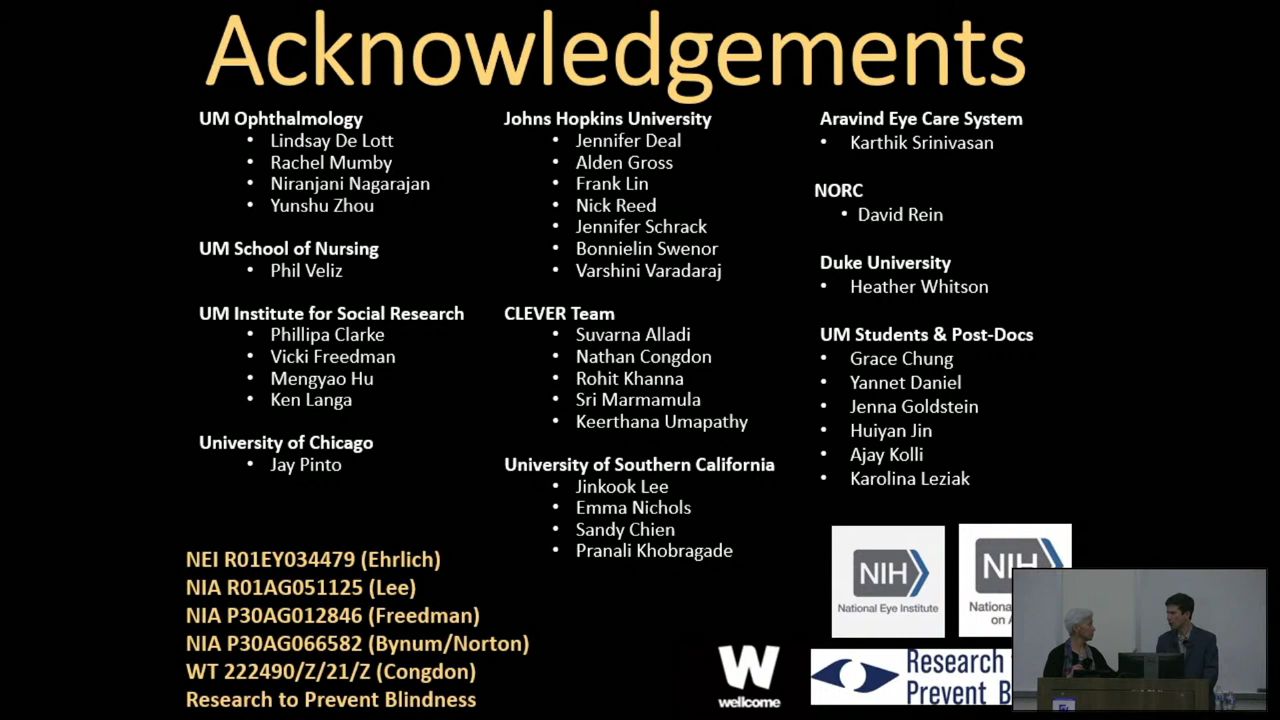 Acknowledgements
UM Ophthalmology
• Lindsay De Lott
• Rachel Mumby
• Niranjani Nagarajan
• Yunshu Zhou
UM School of Nursing
• Phil Veliz
UM Institute for Social Research
• Phillipa Clarke
• Vicki Freedman
• Mengyao Hu
• Ken Langa
University of Chicago
• Jay Pinto
Johns Hopkins University
• Jennifer Deal
• Alden Gross
• Frank Lin
• Nick Reed
• Jennifer Schrack
• Bonnielin Swenor
• Varshini Varadaraj
CLEVER Team
• Suvarna Alladi
• Nathan Congdon
• Rohit Khanna
• Sri Marmamula
• Keerthana Umapathy
University of Southern California
• Jinkook Lee
• Emma Nichols
• Sandy Chien
• Pranali Khobragade
Aravind Eye Care System
• Karthik Srinivasan
NORC
• David Rein
Duke University
• Heather Whitson
UM Students & Post-Docs
• Grace Chung
• Yannet Daniel
• Jenna Goldstein
• Huiyan Jin
• Ajay Kolli
• Karolina Leziak
NEI R01EY034479 (Ehrlich)
NIA R01AG051125 (Lee)
NIA P30AG012846 (Freedman)
NIA P30AG066582 (Bynum/Norton)
WT 222490/Z/21/Z (Congdon)
Research to Prevent Blindness
NIH
National Eye Institute
NIH
on
W
wellcome
Research
Prevent